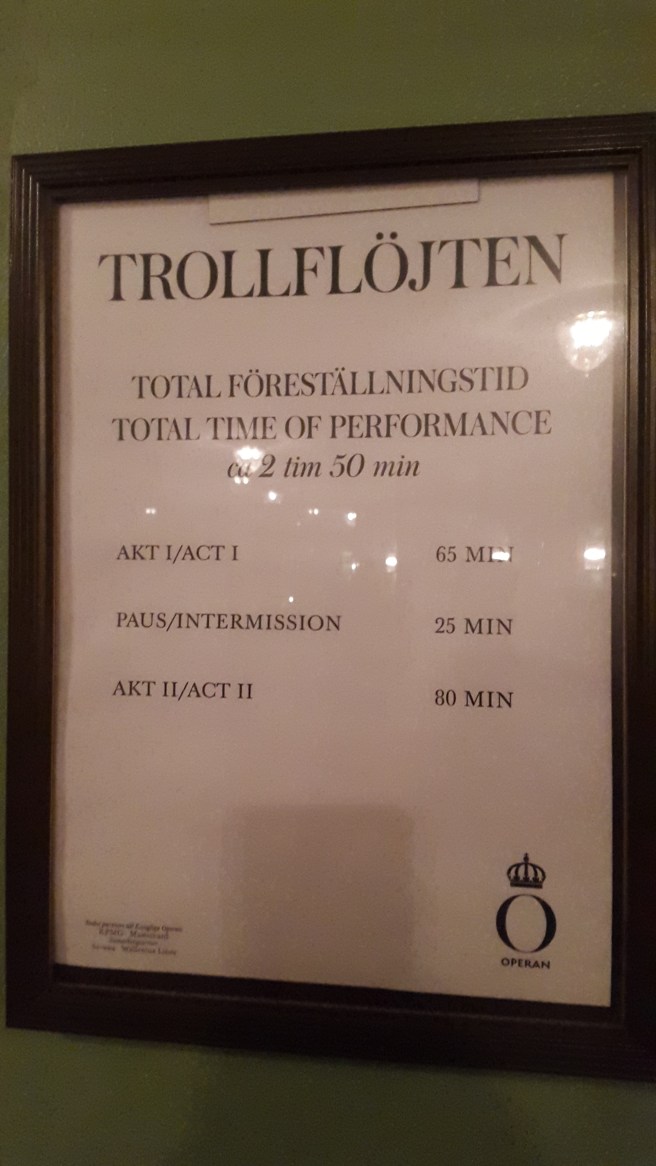 TROLLFLÖJTEN
TOTAL FÖRESTÄLLNINGSTID
TOTAL TIME OF PERFORMANCE
ca 2 tim 50 min
AKT I/ACT I 65 MIN
PAUS/INTERMISSION 25 MIN
AKT II/ACT II 80 MIN
O
OPERAN